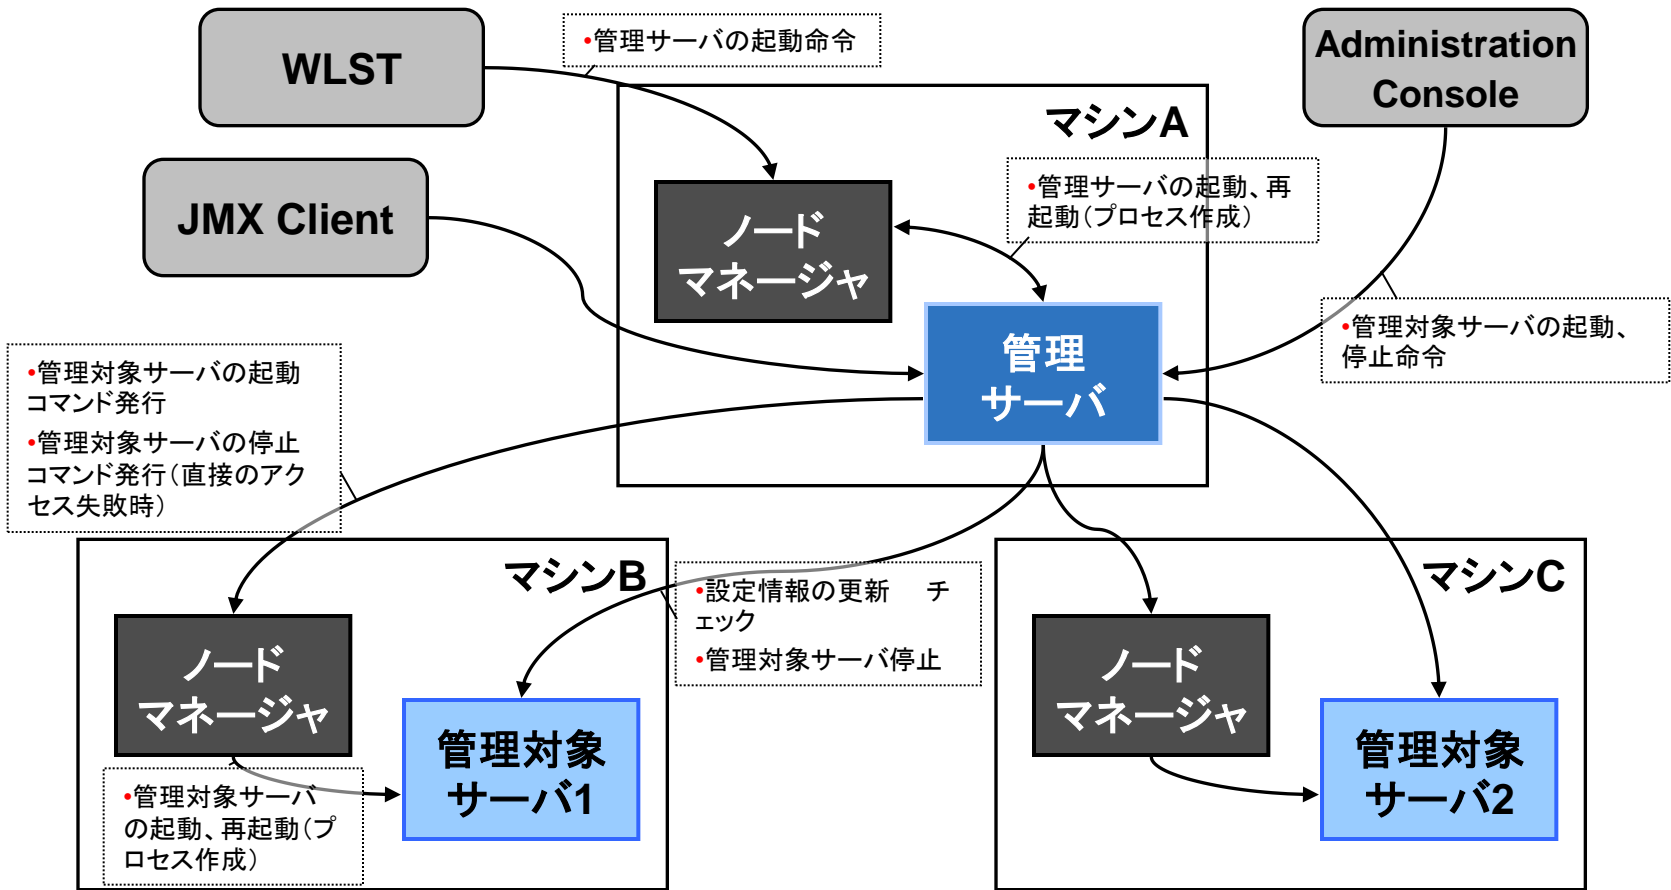 WLST
•管理サーバの起動命令
Administration
Console
マシンA
JMX Client
ノード
マネージャ
•管理サーバの起動、再
起動(プロセス作成)
管理
サーバ
•管理対象サーバの起動、
停止命令
•管理対象サーバの起動
コマンド発行
•管理対象サーバの停止
コマンド発行(直接のアク
セス失敗時)
マシンB
ノード
マネージャ
•設定情報の更新　チ
ェック
•管理対象サーバ停止
管理対象
サーバ1
•管理対象サーバ
の起動、再起動(プ
ロセス作成)
マシンC
ノード
マネージャ
管理対象
サーバ2